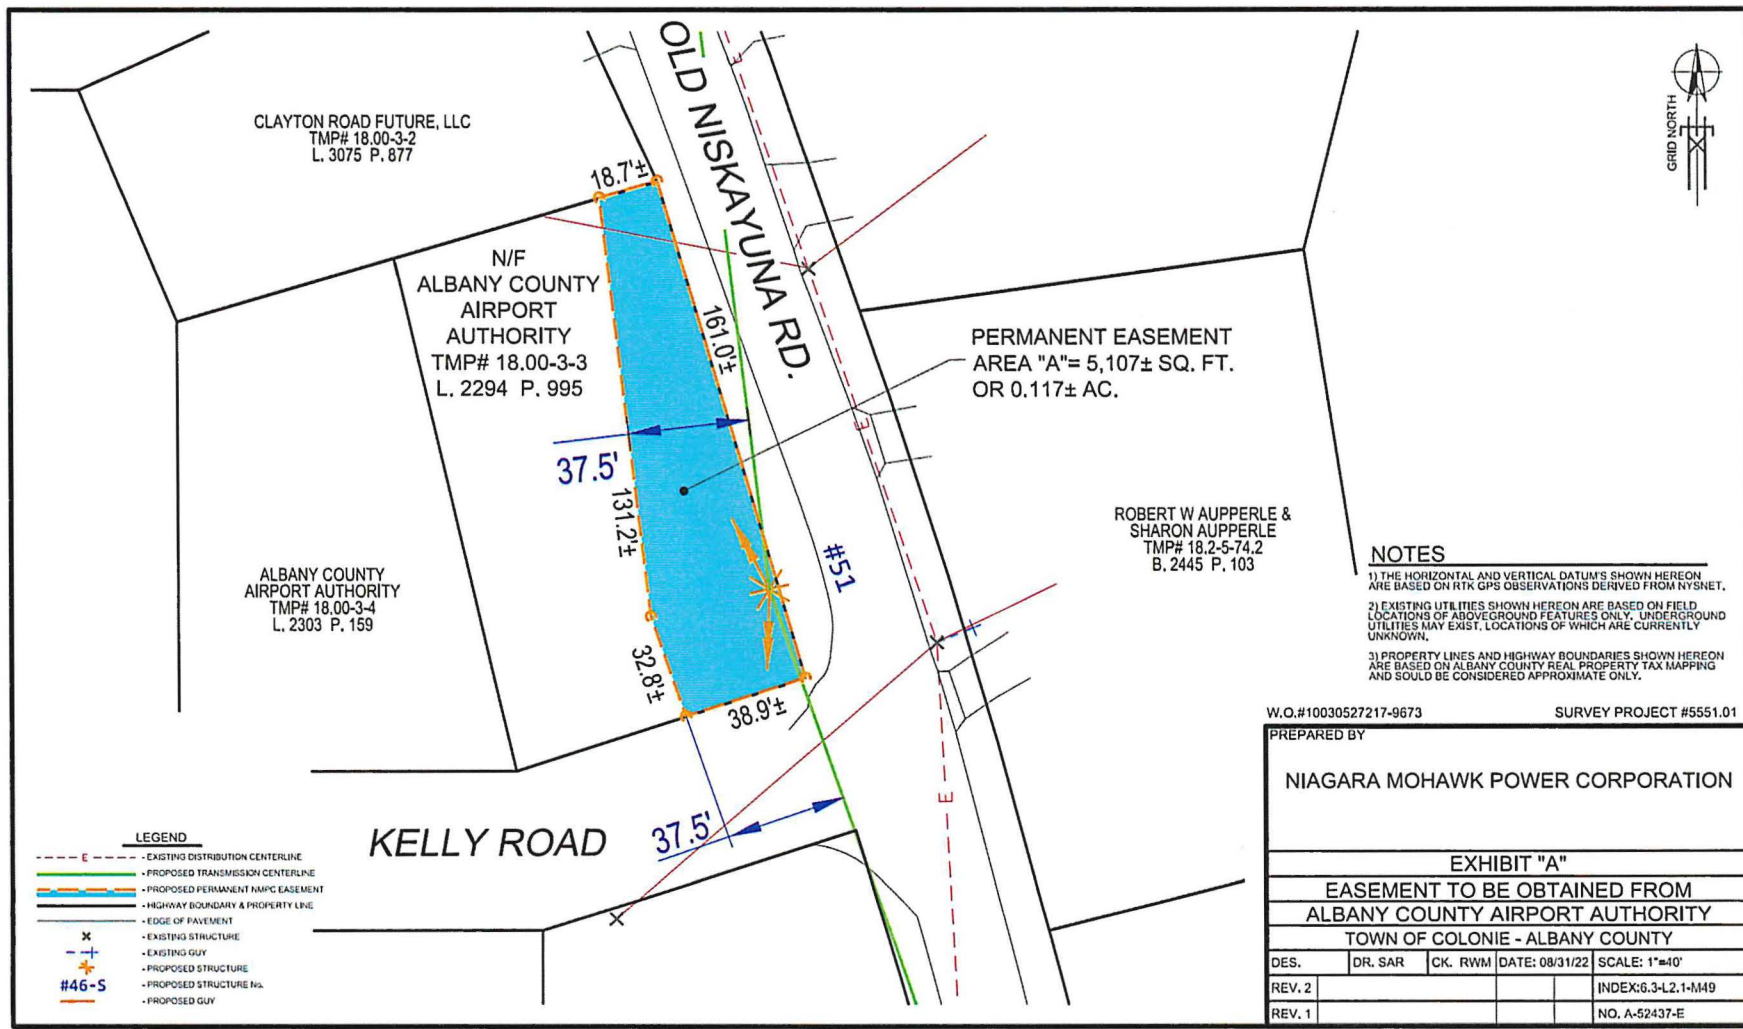 OLD NISKAYUNA RD.
GRID NORTH
CLAYTON ROAD FUTURE, LLC
TMP# 18.00-3-2
L. 3075 P. 877
18.7'±
N/F
ALBANY COUNTY
AIRPORT
AUTHORITY
TMP# 18.00-3-3
L. 2294 P. 995
161.0'±
PERMANENT EASEMENT
AREA "A"= 5,107± SQ. FT.
OR 0.117± AC.
37.5'
131.2'±
#51
E
E
E
ROBERT W AUPPERLE &
SHARON AUPPERLE
TMP# 18.2-5-74.2
B. 2445 P. 103
ALBANY COUNTY
AIRPORT AUTHORITY
TMP# 18.00-3-4
L. 2303 P. 159
32.8'±
38.9'±
37.5'
KELLY ROAD
NOTES
1) THE HORIZONTAL AND VERTICAL DATUM'S SHOWN HEREON
ARE BASED ON RTK GPS OBSERVATIONS DERIVED FROM NYSNET.
2) EXISTING UTILITIES SHOWN HEREON ARE BASED ON FIELD
LOCATIONS OF ABOVEGROUND FEATURES ONLY. UNDERGROUND
UTILITIES MAY EXIST, LOCATIONS OF WHICH ARE CURRENTLY
UNKNOWN.
3) PROPERTY LINES AND HIGHWAY BOUNDARIES SHOWN HEREON
ARE BASED ON ALBANY COUNTY REAL PROPERTY TAX MAPPING
AND SOULD BE CONSIDERED APPROXIMATE ONLY.
W.O.#10030527217-9673 SURVEY PROJECT #5551.01
PREPARED BY
NIAGARA MOHAWK POWER CORPORATION
EXHIBIT "A"
EASEMENT TO BE OBTAINED FROM
ALBANY COUNTY AIRPORT AUTHORITY
TOWN OF COLONIE - ALBANY COUNTY
DES. DR. SAR CK. RWM DATE: 08/31/22 SCALE: 1"=40'
REV. 2 INDEX:6.3-L2.1-M49
REV. 1 NO. A-52437-E
LEGEND
E - EXISTING DISTRIBUTION CENTERLINE
- PROPOSED TRANSMISSION CENTERLINE
- PROPOSED PERMANENT NMPC EASEMENT
- HIGHWAY BOUNDARY & PROPERTY LINE
- EDGE OF PAVEMENT
- EXISTING STRUCTURE
- EXISTING GUY
- PROPOSED STRUCTURE
#46-S - PROPOSED STRUCTURE No.
- PROPOSED GUY